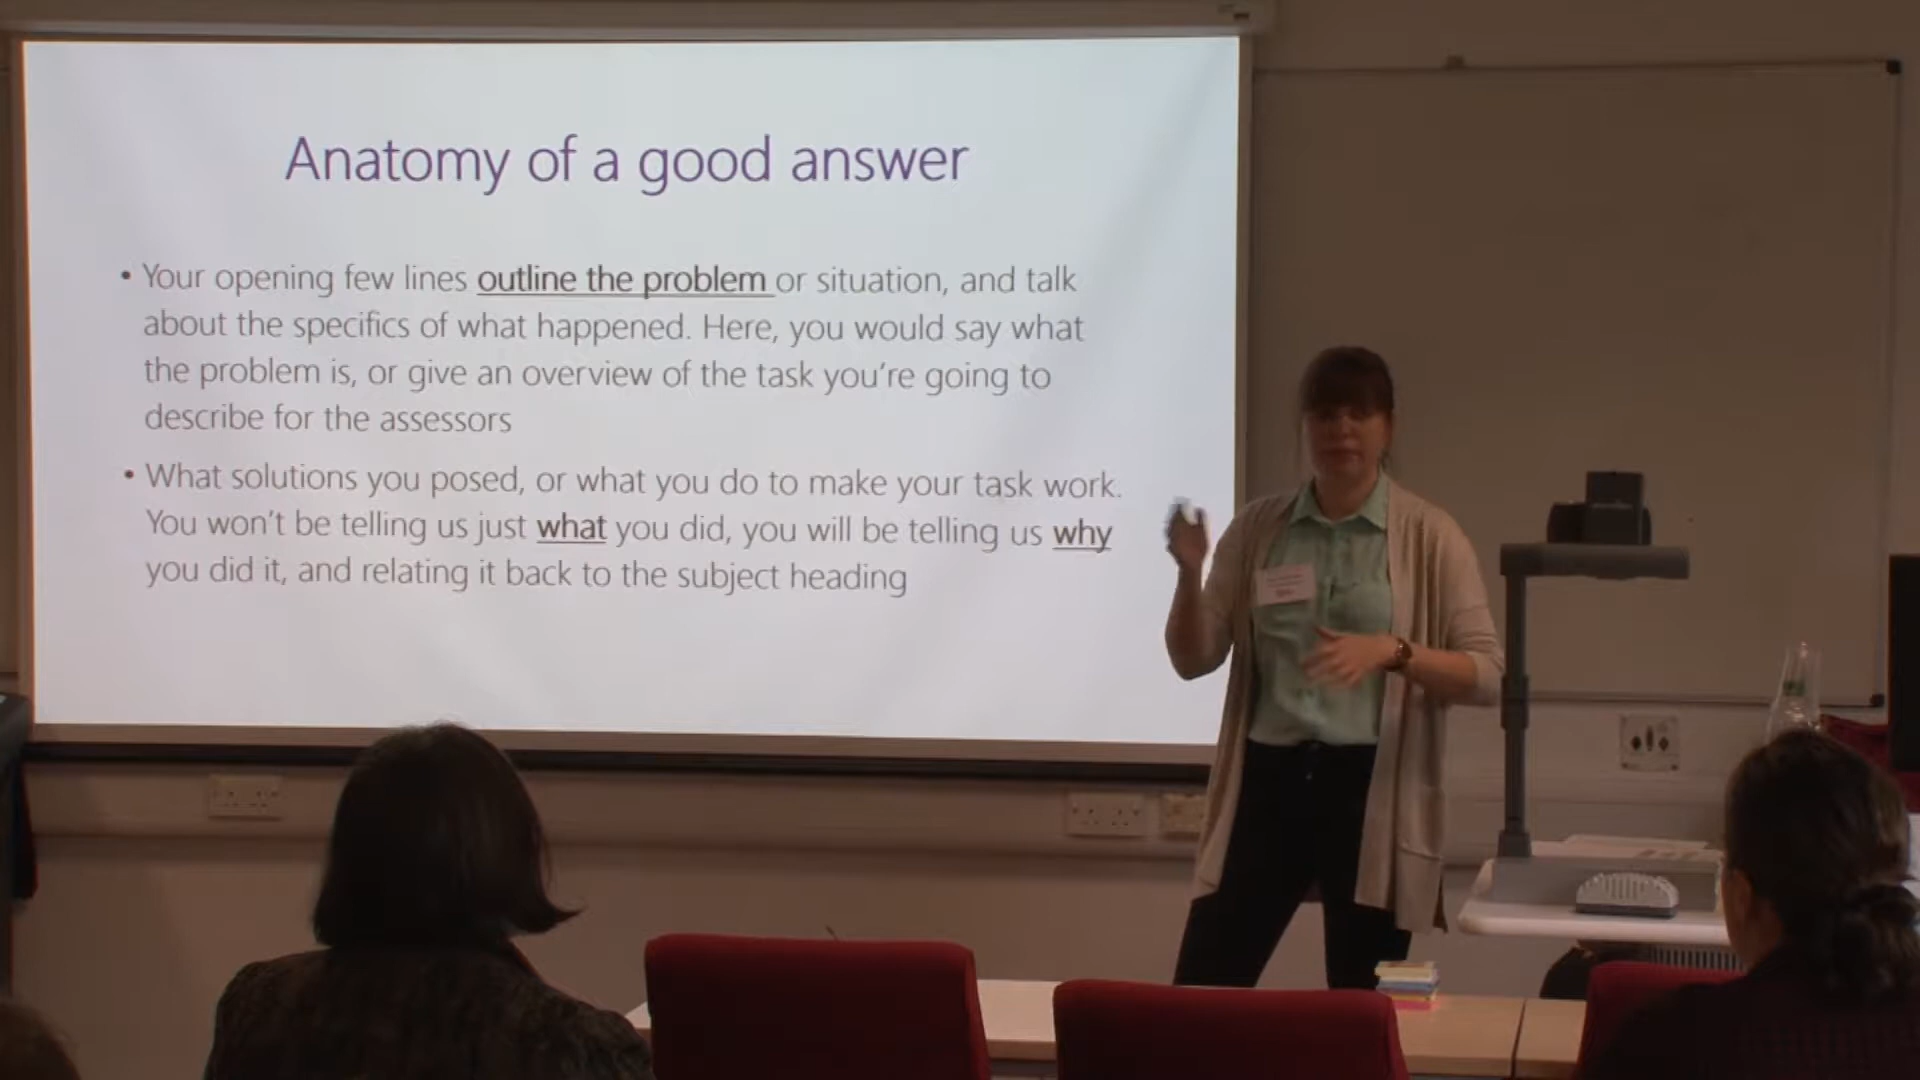 Anatomy of a good answer
• Your opening few lines outline the problem or situation, and talk
about the specifics of what happened. Here, you would say what
the problem is, or give an overview of the task you're going to
describe for the assessors
• What solutions you posed, or what you do to make your task work.
You won't be telling us just what you did, you will be telling us why
you did it, and relating it back to the subject heading